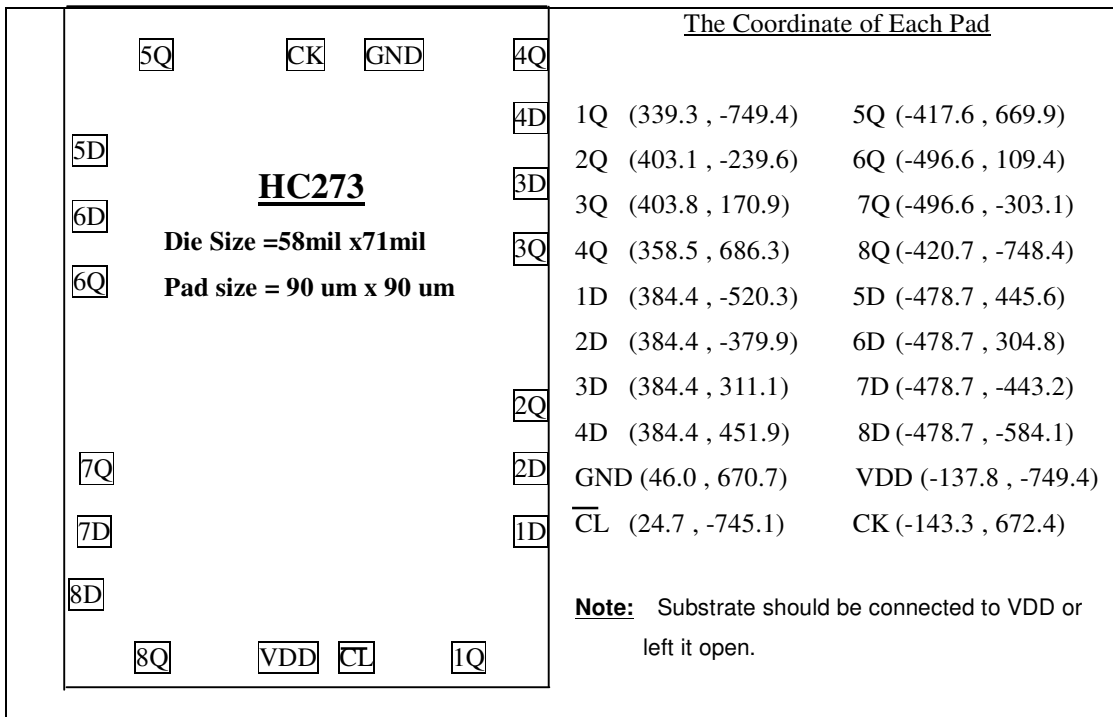 The Coordinate of Each Pad
5Q CK GND 4Q
4D
5D
3D
HC273
6D
Die Size =58mil x71mil
3Q
6Q
Pad size = 90 um x 90 um
2Q
7Q
2D
7D
1D
8D
8Q VDD C̅L̅ 1Q
1Q (339.3 , -749.4) 5Q (-417.6 , 669.9)
2Q (403.1 , -239.6) 6Q (-496.6 , 109.4)
3Q (403.8 , 170.9) 7Q (-496.6 , -303.1)
4Q (358.5 , 686.3) 8Q (-420.7 , -748.4)
1D (384.4 , -520.3) 5D (-478.7 , 445.6)
2D (384.4 , -379.9) 6D (-478.7 , 304.8)
3D (384.4 , 311.1) 7D (-478.7 , -443.2)
4D (384.4 , 451.9) 8D (-478.7 , -584.1)
GND (46.0 , 670.7) VDD (-137.8 , -749.4)
C̅L̅ (24.7 , -745.1) CK (-143.3 , 672.4)
Note: Substrate should be connected to VDD or
left it open.